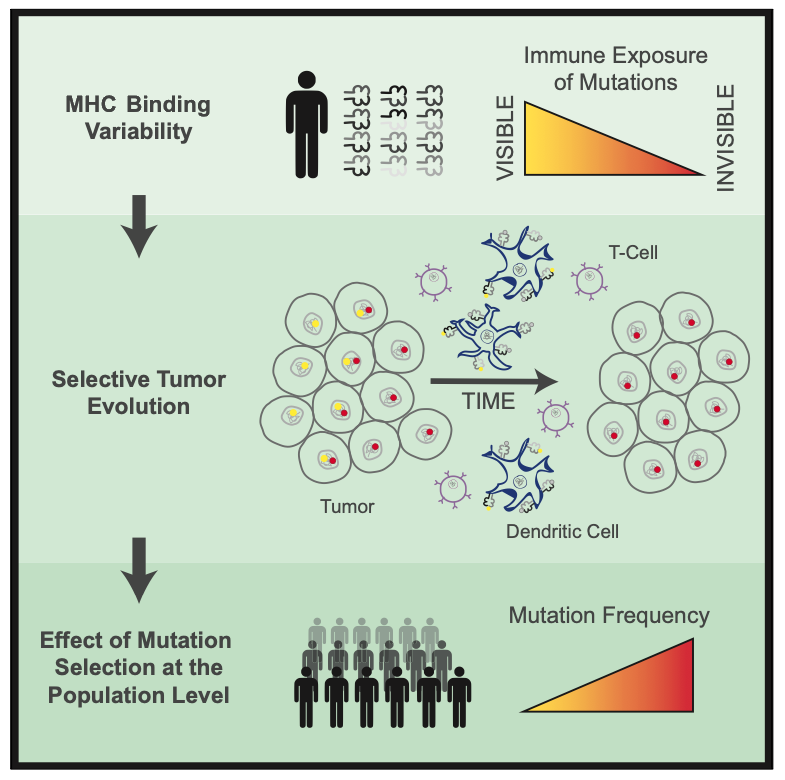 MHC Binding
Variability
Immune Exposure
of Mutations
VISIBLE
INVISIBLE
Selective Tumor
Evolution
T-Cell
TIME
Tumor
Dendritic Cell
Effect of Mutation
Selection at the
Population Level
Mutation Frequency